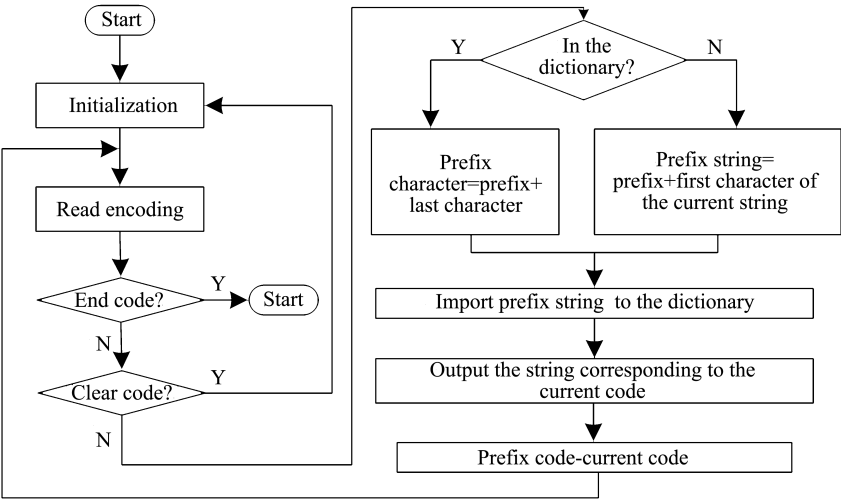 Start
Initialization
Read encoding
End code?
Y
Start
N
Clear code?
Y
N
In the
dictionary?
Y
N
Prefix
character=prefix+
last character
Prefix string=
prefix+first character of
the current string
Import prefix string to the dictionary
Output the string corresponding to the
current code
Prefix code-current code